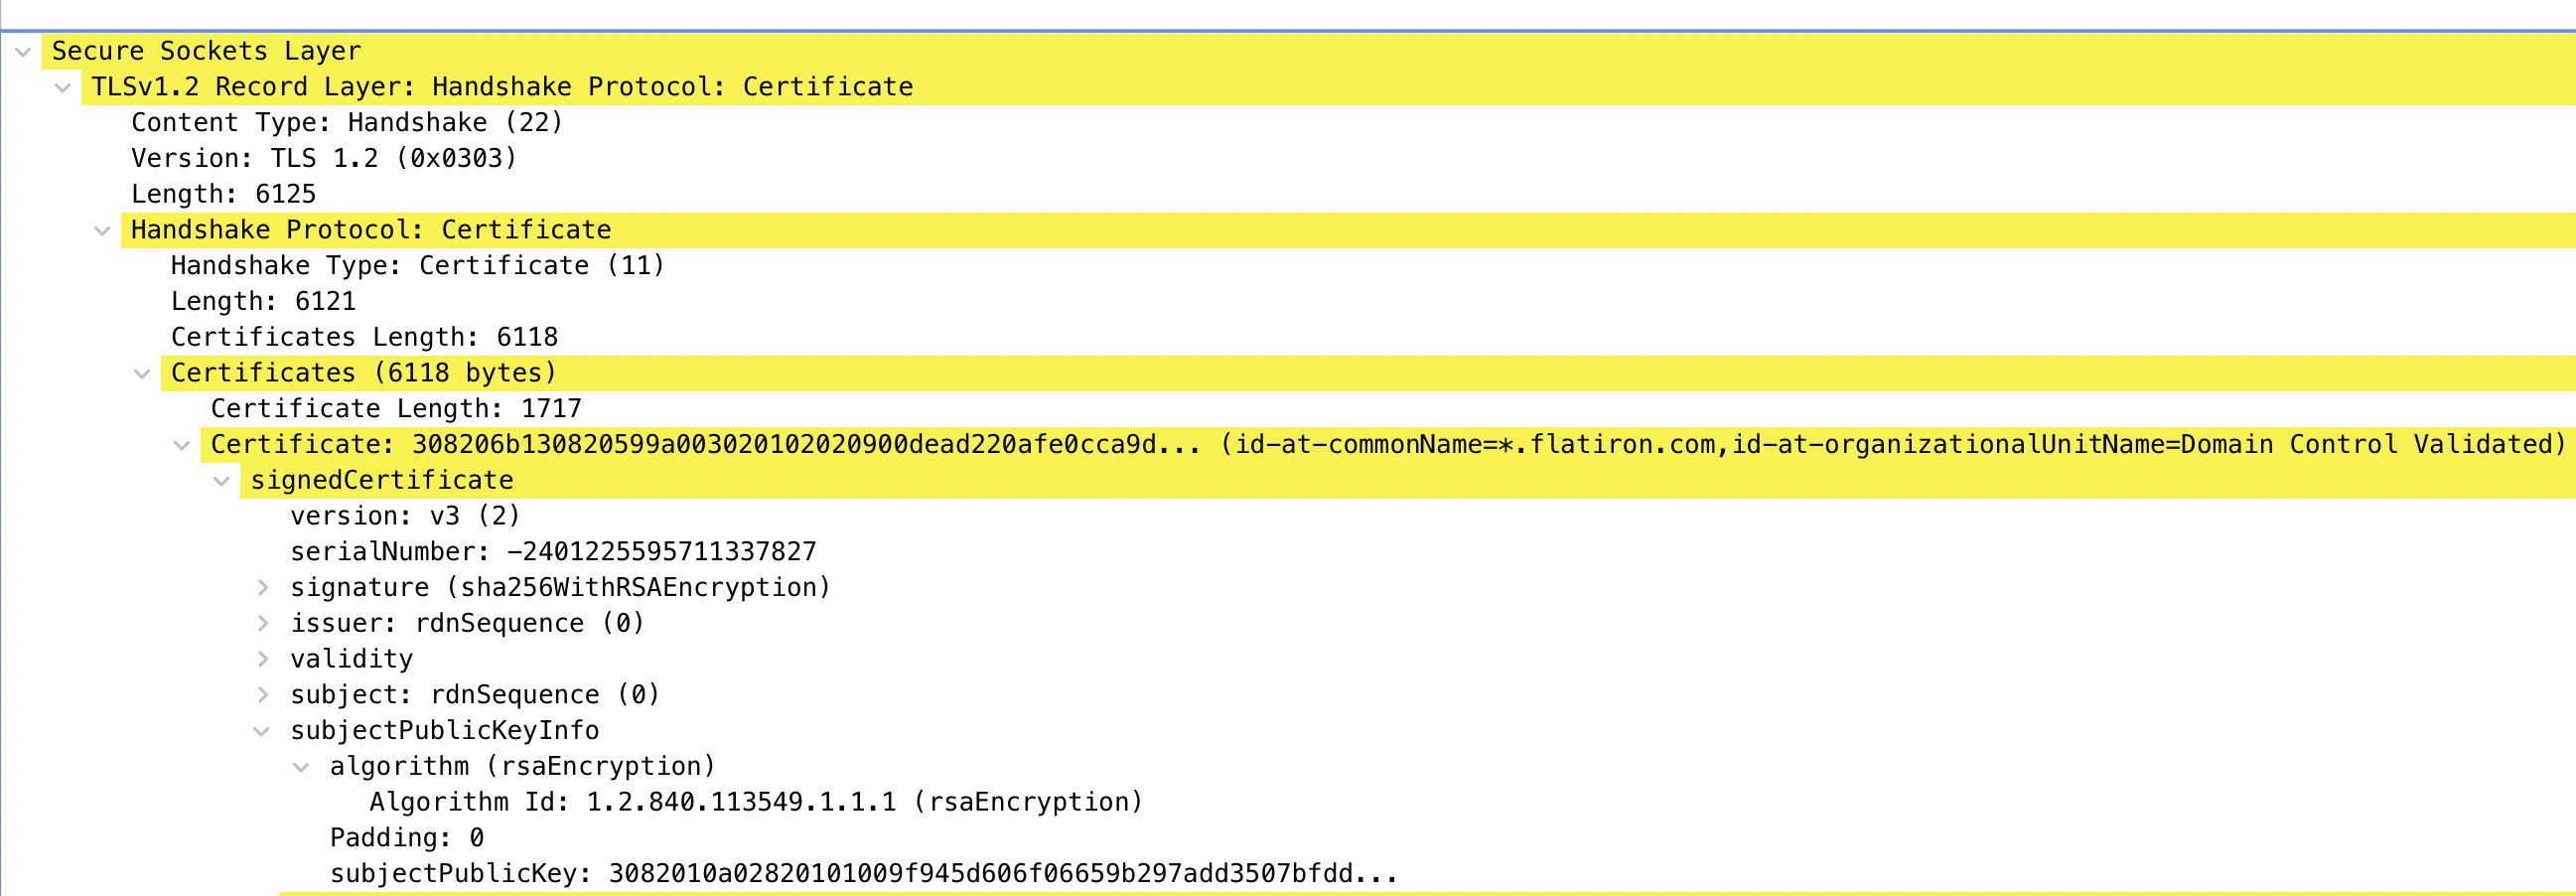 Secure Sockets Layer
TLSv1.2 Record Layer: Handshake Protocol: Certificate
Content Type: Handshake (22)
Version: TLS 1.2 (0x0303)
Length: 6125
Handshake Protocol: Certificate
Handshake Type: Certificate (11)
Length: 6121
Certificates Length: 6118
Certificates (6118 bytes)
Certificate Length: 1717
Certificate: 308206b130820599a003020102020900dead220afe0cca9d... (id-at-commonName=*.flatiron.com,id-at-organizationalUnitName=Domain Control Validated)
signedCertificate
version: v3 (2)
serialNumber: -2401225595711337827
signature (sha256WithRSAEncryption)
issuer: rdnSequence (0)
validity
subject: rdnSequence (0)
subjectPublicKeyInfo
algorithm (rsaEncryption)
Algorithm Id: 1.2.840.113549.1.1.1 (rsaEncryption)
Padding: 0
subjectPublicKey: 3082010a02820101009f945d606f06659b297add3507bfdd...